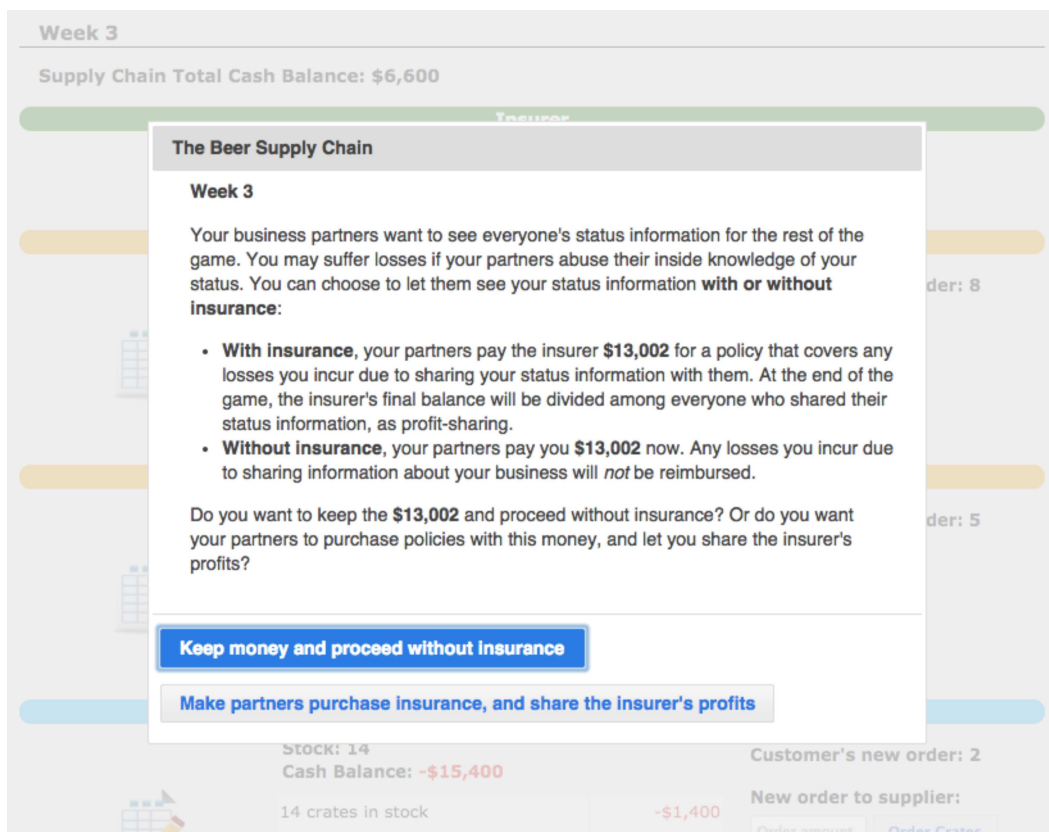 Week 3
Supply Chain Total Cash Balance: $6,600
Insurer
The Beer Supply Chain
Week 3
Your business partners want to see everyone's status information for the rest of the
game. You may suffer losses if your partners abuse their inside knowledge of your
status. You can choose to let them see your status information with or without
insurance:
der: 8
• With insurance, your partners pay the insurer $13,002 for a policy that covers any
losses you incur due to sharing your status information with them. At the end of the
game, the insurer's final balance will be divided among everyone who shared their
status information, as profit-sharing.
• Without insurance, your partners pay you $13,002 now. Any losses you incur due
to sharing information about your business will not be reimbursed.
Do you want to keep the $13,002 and proceed without insurance? Or do you want
der: 5
your partners to purchase policies with this money, and let you share the insurer's
profits?
Keep money and proceed without insurance
Make partners purchase insurance, and share the insurer's profits
Stock: 14
Customer's new order: 2
Cash Balance: -$15,400
New order to supplier:
14 crates in stock -$1,400
Order amount Order Crates